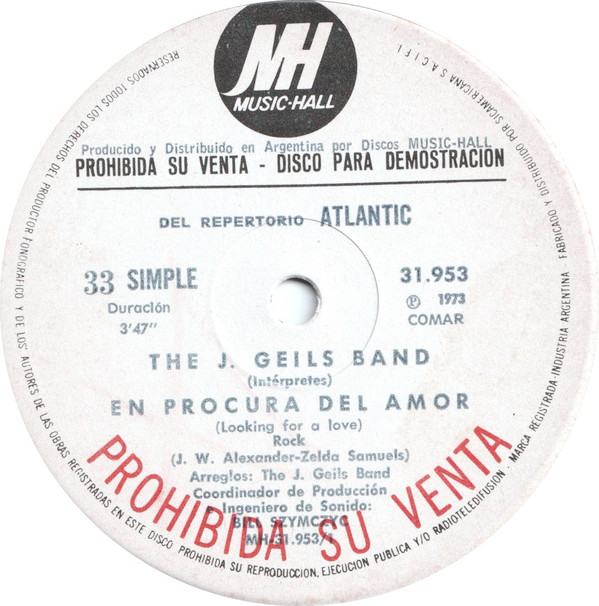 MH
MUSIC-HALL
Producido y Distribuido en Argentina por Discos MUSIC-HALL
PROHIBIDA SU VENTA - DISCO PARA DEMOSTRACIÓN
DEL REPERTORIO ATLANTIC
33 SIMPLE
31.953
Duración
3'47"
℗ 1973
COMAR
THE J. GEILS BAND
(Intérpretes)
EN PROCURA DEL AMOR
(Looking for a love)
Rock
(J. W. Alexander-Zelda Samuels)
Arreglos: The J. Geils Band
Coordinador de Producción
e Ingeniero de Sonido:
BILL SZYMCZYC
MH-31.953/1
PROHIBIDA SU VENTA
RESERVADOS TODOS LOS DERECHOS DEL PRODUCTOR FONOGRAFICO Y DE LOS AUTORES DE LAS OBRAS REGISTRADAS EN ESTE DISCO PROHIBIDA SU REPRODUCCION, EJECUCION PUBLICA Y/O RADIOTELEDIFUSION - MARCA REGISTRADA-INDUSTRIA ARGENTINA FABRICADO Y DISTRIBUIDO POR SICAMERICANA S A C I F I